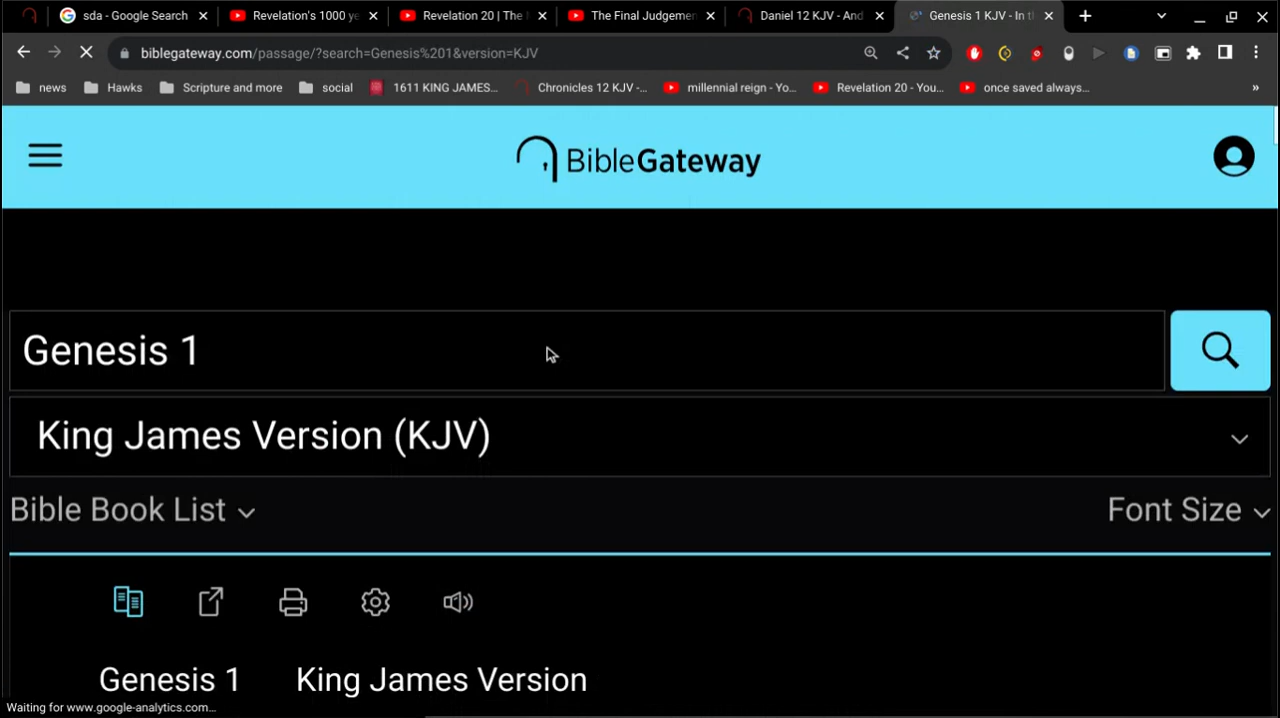 sda - Google Search
Revelation's 1000 ye
Revelation 20 | The
The Final Judgemen
Daniel 12 KJV - And
Genesis 1 KJV - In th
biblegateway.com/passage/?search=Genesis%201&version=KJV
news
Hawks
Scripture and more
social
1611 KING JAMES...
Chronicles 12 KJV -...
millennial reign - Yo...
Revelation 20 - You...
once saved always...
»
BibleGateway
Genesis 1
King James Version (KJV)
Bible Book List
Font Size
Genesis 1 King James Version
Waiting for www.google-analytics.com...